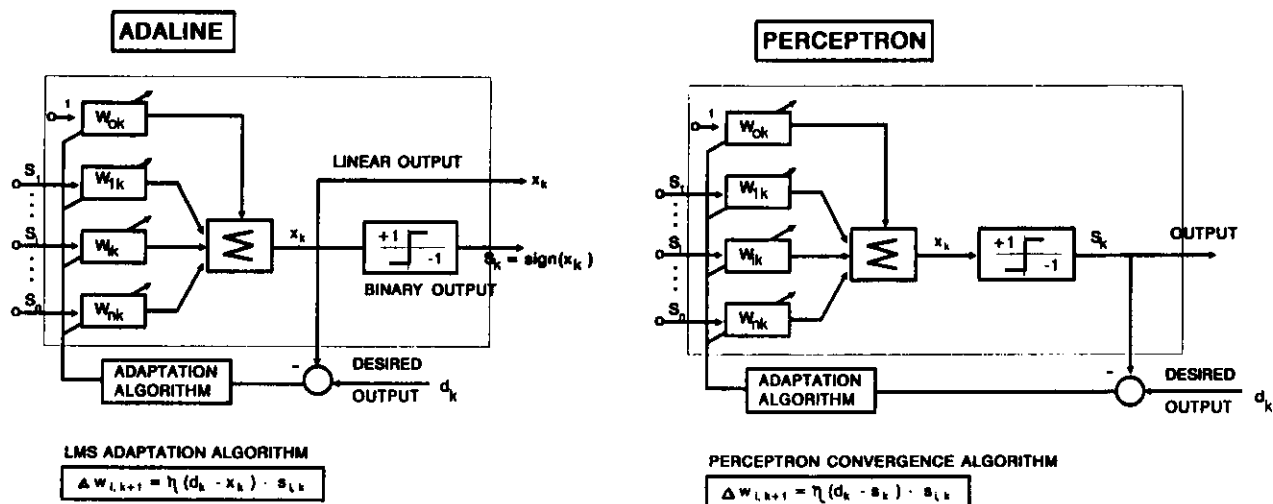 ADALINE
1
W₀ₖ
S₁
W₁ₖ
LINEAR OUTPUT
xₖ
Sᵢ
Wᵢₖ
Σ
xₖ
+1
-1
Sₖ = sign(xₖ)
BINARY OUTPUT
Sₙ
Wₙₖ
ADAPTATION
ALGORITHM
-
DESIRED
OUTPUT
dₖ
LMS ADAPTATION ALGORITHM
Δ wᵢ,ₖ₊₁ = η (dₖ - xₖ) · sᵢ,ₖ
PERCEPTRON
1
W₀ₖ
S₁
W₁ₖ
Sᵢ
Wᵢₖ
Σ
xₖ
+1
-1
Sₖ
OUTPUT
Sₙ
Wₙₖ
ADAPTATION
ALGORITHM
-
DESIRED
OUTPUT
dₖ
PERCEPTRON CONVERGENCE ALGORITHM
Δ wᵢ,ₖ₊₁ = η (dₖ - sₖ) · sᵢ,ₖ